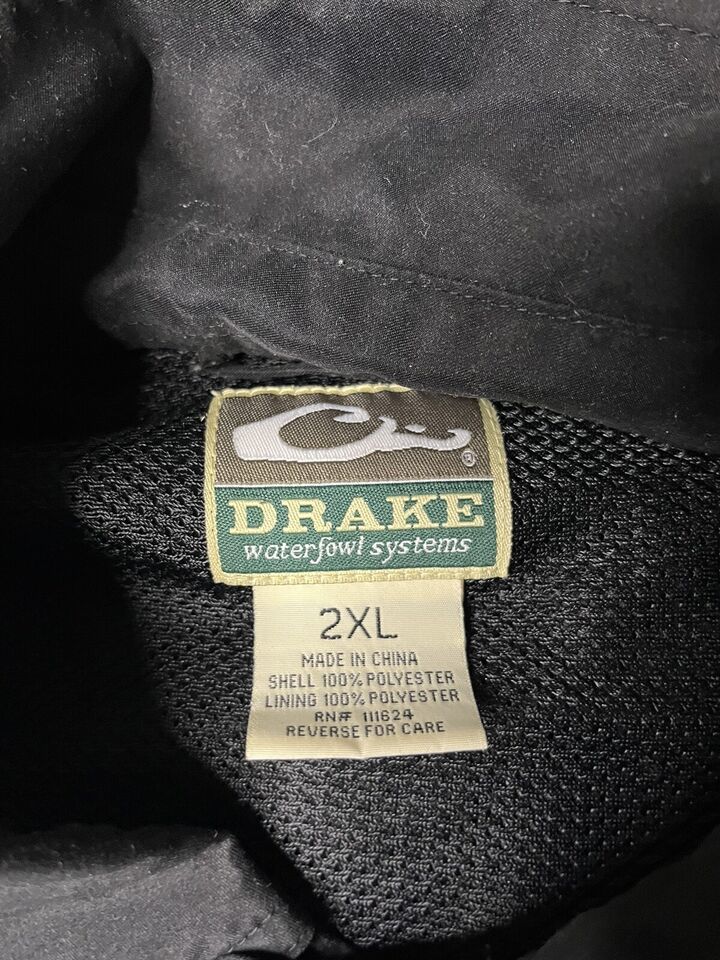 ®
DRAKE
waterfowl systems
2XL
MADE IN CHINA
SHELL 100% POLYESTER
LINING 100% POLYESTER
RN# 111624
REVERSE FOR CARE